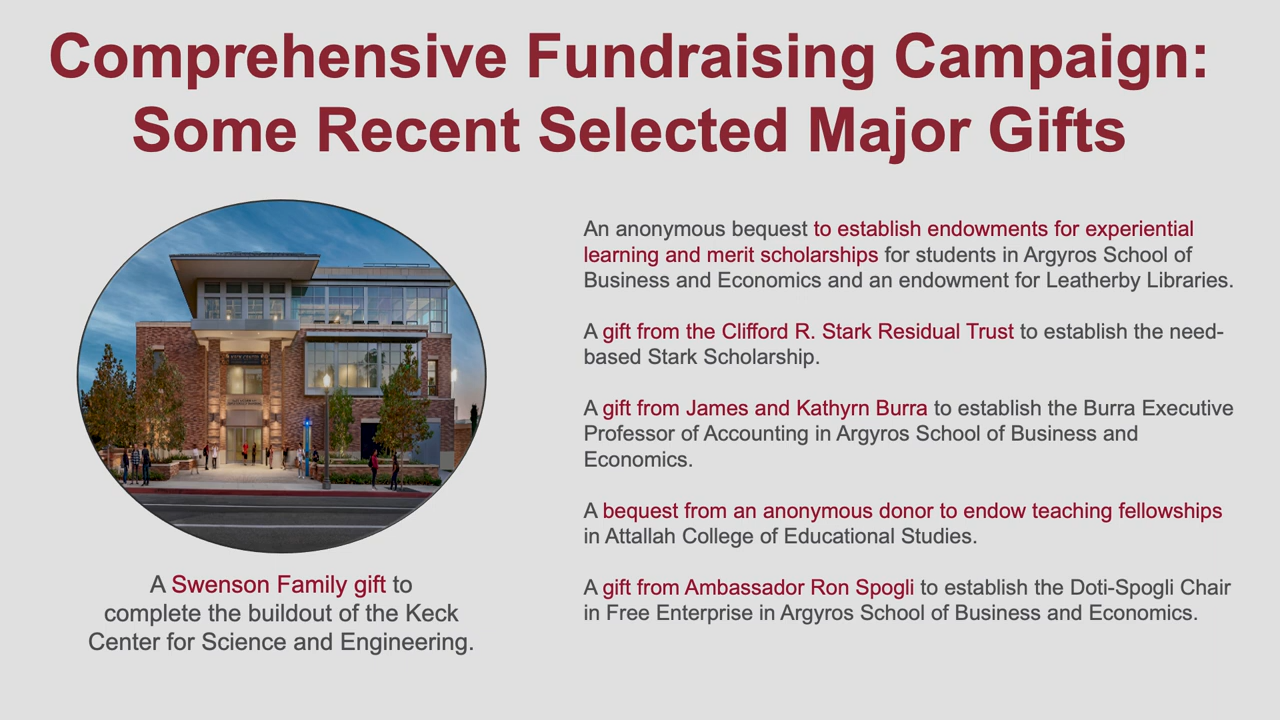 Comprehensive Fundraising Campaign:
Some Recent Selected Major Gifts
A Swenson Family gift to
complete the buildout of the Keck
Center for Science and Engineering.
An anonymous bequest to establish endowments for experiential
learning and merit scholarships for students in Argyros School of
Business and Economics and an endowment for Leatherby Libraries.
A gift from the Clifford R. Stark Residual Trust to establish the need-
based Stark Scholarship.
A gift from James and Kathyrn Burra to establish the Burra Executive
Professor of Accounting in Argyros School of Business and
Economics.
A bequest from an anonymous donor to endow teaching fellowships
in Attallah College of Educational Studies.
A gift from Ambassador Ron Spogli to establish the Doti-Spogli Chair
in Free Enterprise in Argyros School of Business and Economics.